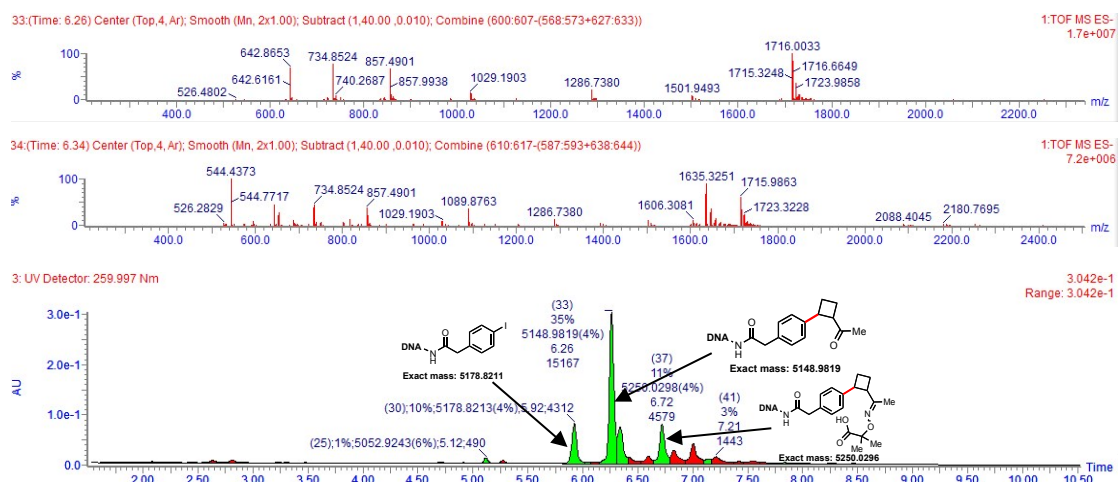 33:(Time: 6.26) Center (Top,4, Ar); Smooth (Mn, 2x1.00); Subtract (1,40.00 ,0.010); Combine (600:607-(568:573+627:633))
1:TOF MS ES-
1.7e+007
%
100
0
526.4802
642.8653
642.6161
734.8524
740.2687
857.4901
857.9938
1029.1903
1286.7380
1501.9493
1716.0033
1715.3248
1716.6649
1723.9858
400.0 600.0 800.0 1000.0 1200.0 1400.0 1600.0 1800.0 2000.0 2200.0 m/z
34:(Time: 6.34) Center (Top,4, Ar); Smooth (Mn, 2x1.00); Subtract (1,40.00 ,0.010); Combine (610:617-(587:593+638:644))
1:TOF MS ES-
7.2e+006
%
100
0
544.4373
544.7717
526.2829
734.8524
857.4901
1029.1903
1089.8763
1286.7380
1606.3081
1635.3251
1715.9863
1723.3228
2088.4045
2180.7695
400.0 600.0 800.0 1000.0 1200.0 1400.0 1600.0 1800.0 2000.0 2200.0 2400.0 m/z
3: UV Detector: 259.997 Nm
3.042e-1
Range: 3.042e-1
AU
3.0e-1
2.0e-1
1.0e-1
0.0
(25);1%;5052.9243(6%);5.12;490
(30);10%;5178.8213(4%);5.92;4312
(33)
35%
5148.9819(4%)
6.26
15167
(37)
11%
5250.0298(4%)
6.72
4579
(41)
3%
7.21
1443
DNA
N
H
O
I
Exact mass: 5178.8211
DNA
N
H
O
O
Me
Exact mass: 5148.9819
DNA
N
H
O
Me
N
O
HO
O
Me
Me
Exact mass: 5250.0296
2.00 2.50 3.00 3.50 4.00 4.50 5.00 5.50 6.00 6.50 7.00 7.50 8.00 8.50 9.00 9.50 10.00 10.50
Time